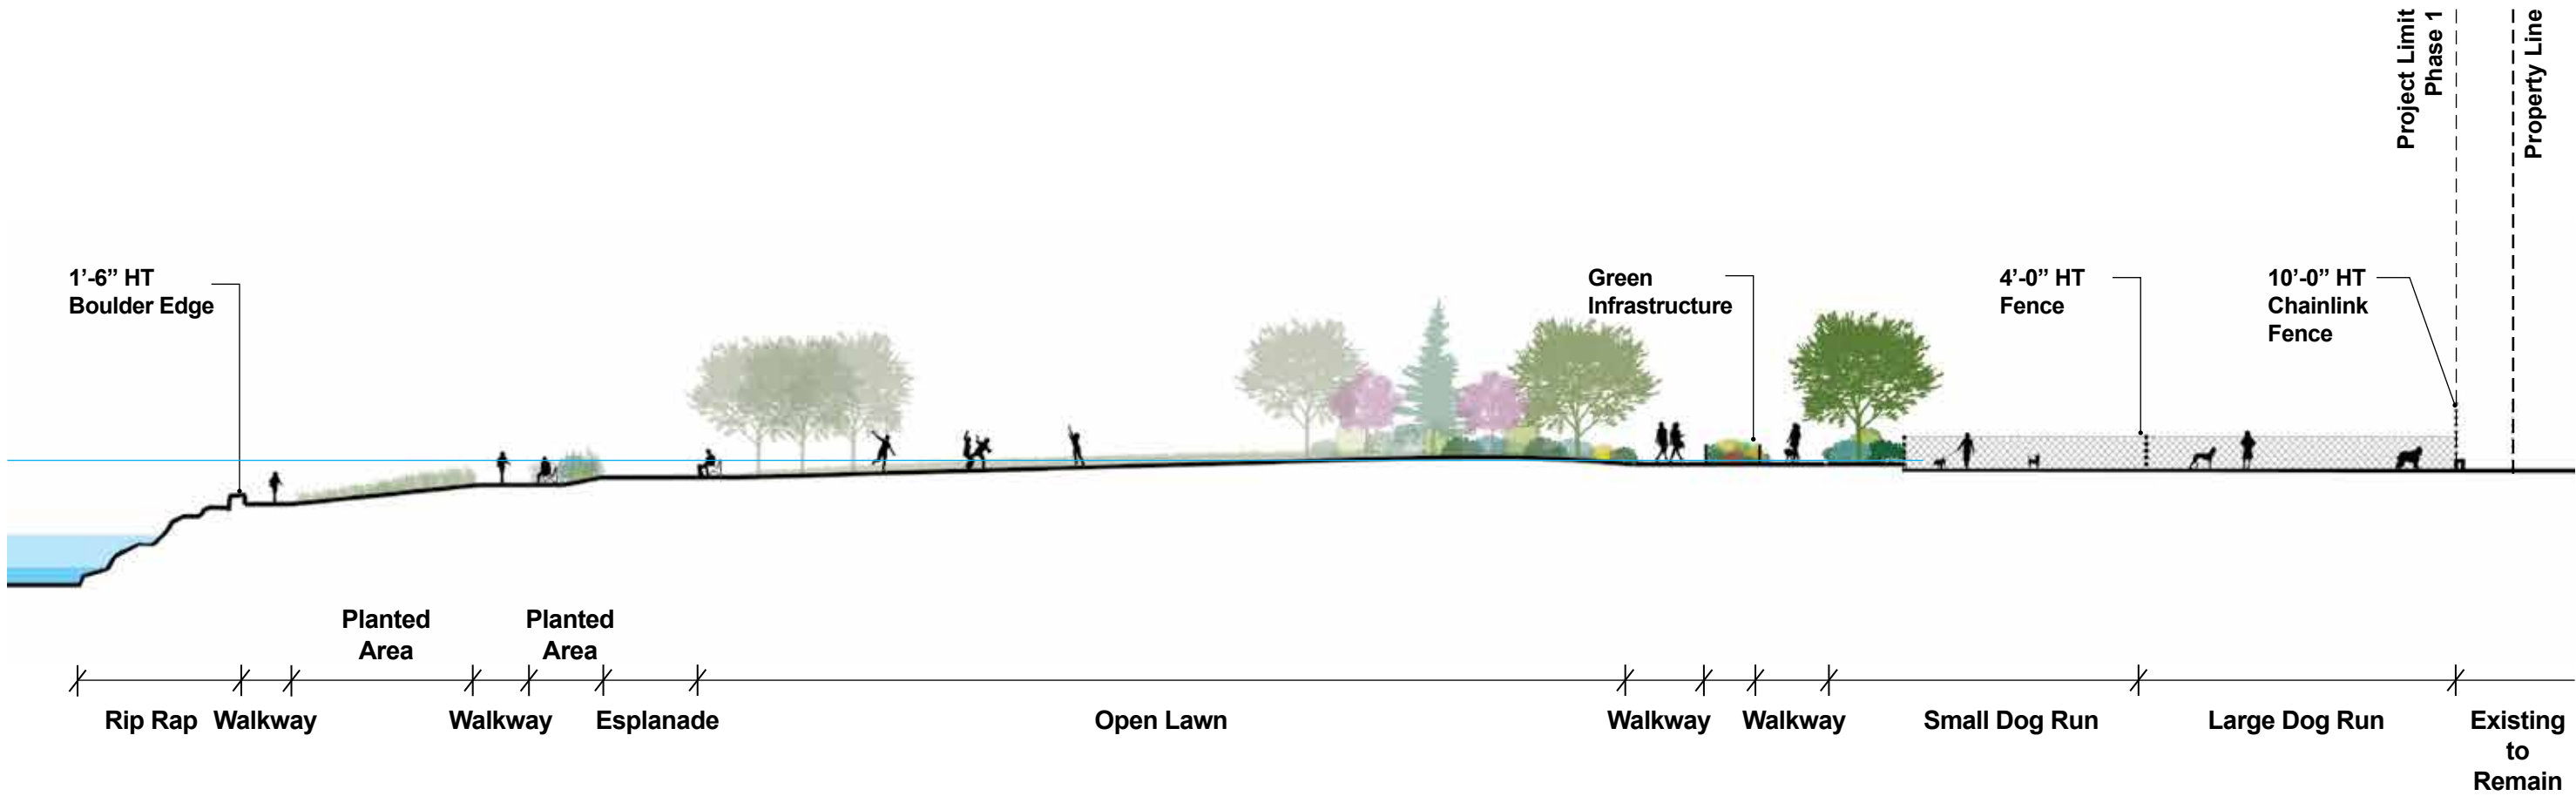 Project Limit
Phase 1
Property Line
1’-6” HT
Boulder Edge
Green
Infrastructure
4’-0” HT
Fence
10’-0” HT
Chainlink
Fence
Planted
Area
Planted
Area
Rip Rap
Walkway
Walkway
Esplanade
Open Lawn
Walkway
Walkway
Small Dog Run
Large Dog Run
Existing
to
Remain